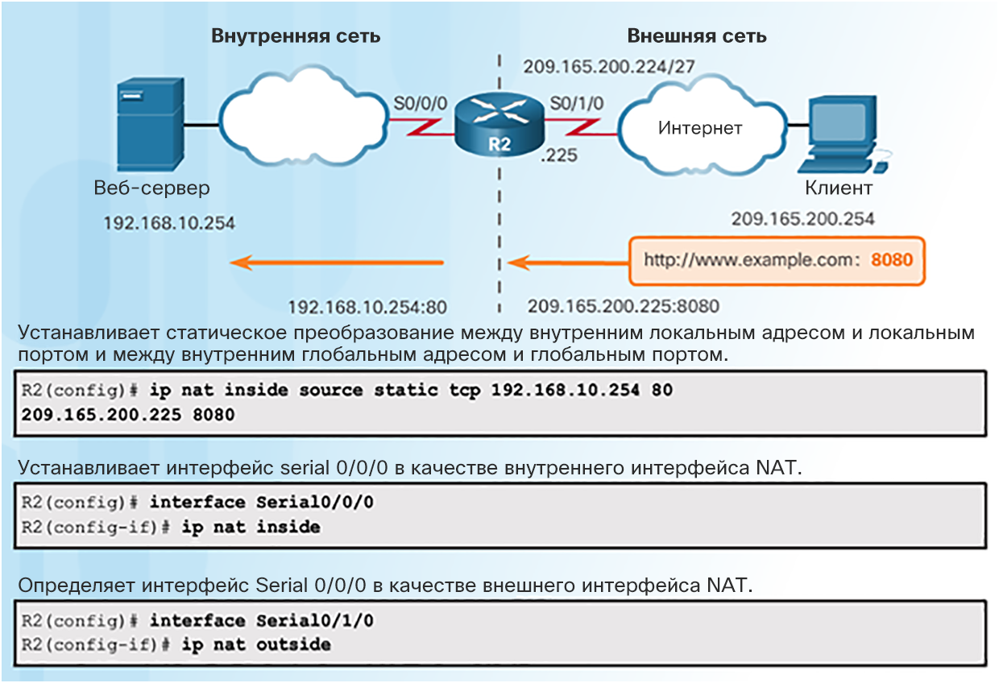 Внутренняя сеть
Внешняя сеть
209.165.200.224/27
S0/0/0
S0/1/0
Интернет
R2
.225
Веб-сервер
Клиент
192.168.10.254
209.165.200.254
http://www.example.com: 8080
192.168.10.254:80
209.165.200.225:8080
Устанавливает статическое преобразование между внутренним локальным адресом и локальным
портом и между внутренним глобальным адресом и глобальным портом.
R2(config)# ip nat inside source static tcp 192.168.10.254 80
209.165.200.225 8080
Устанавливает интерфейс serial 0/0/0 в качестве внутреннего интерфейса NAT.
R2(config)# interface Serial0/0/0
R2(config-if)# ip nat inside
Определяет интерфейс Serial 0/0/0 в качестве внешнего интерфейса NAT.
R2(config)# interface Serial0/1/0
R2(config-if)# ip nat outside